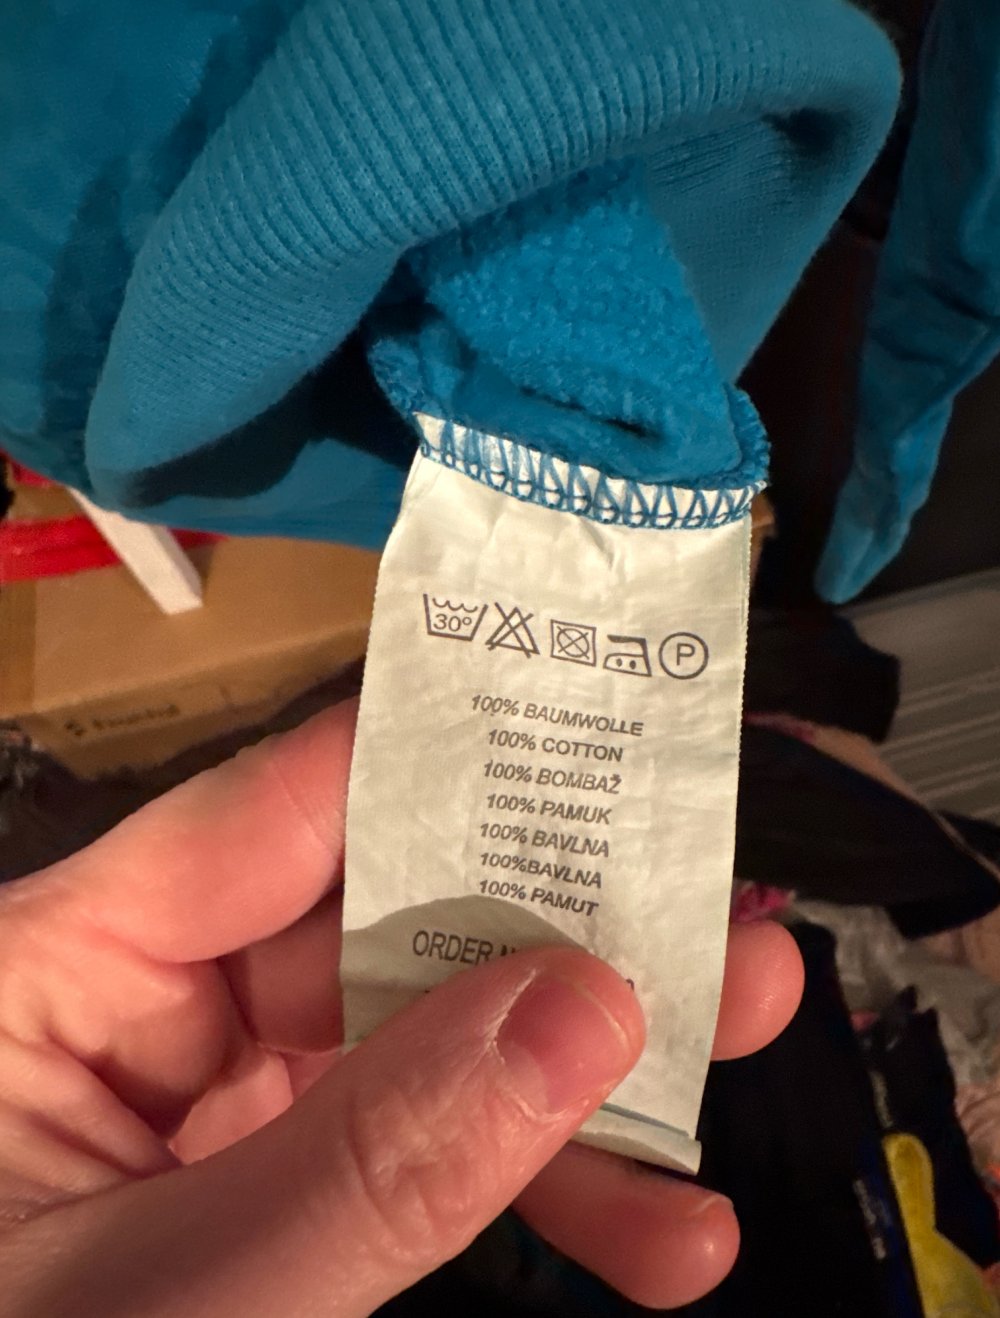 30°
P
100% BAUMWOLLE
100% COTTON
100% BOMBAŽ
100% PAMUK
100% BAVLNA
100%BAVLNA
100% PAMUT
ORDER